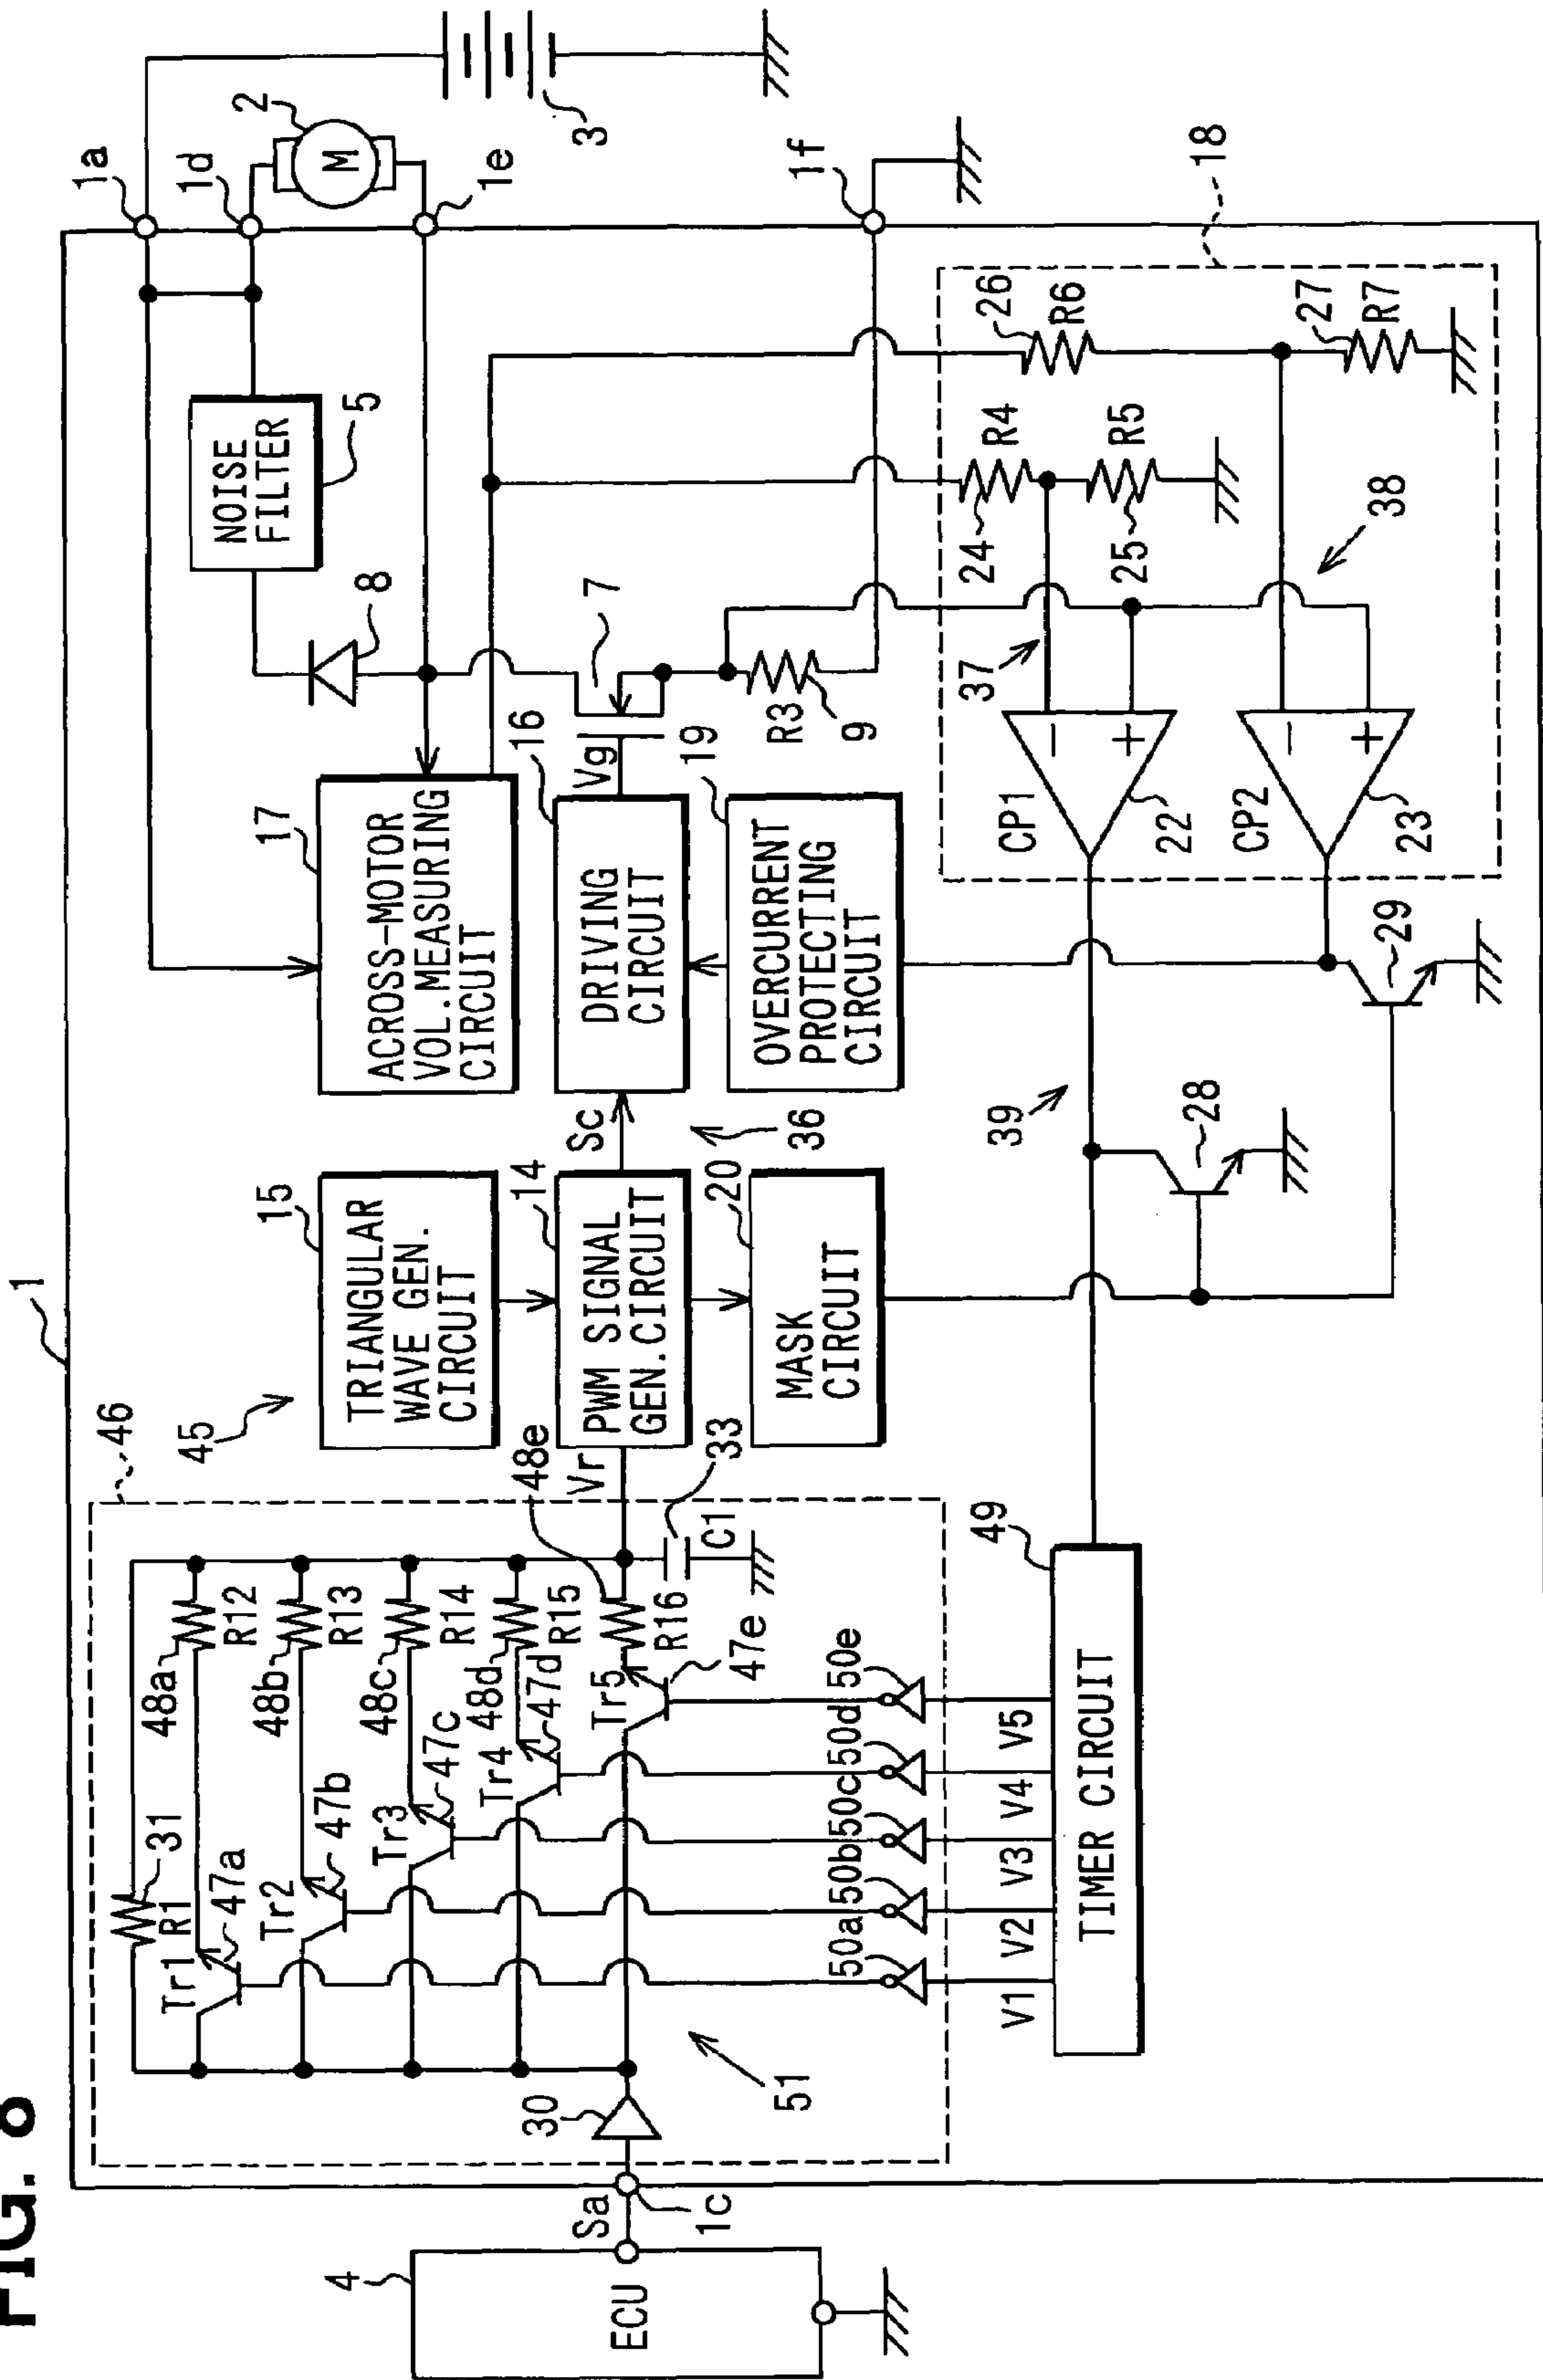 FIG. 8
1
46
45
15
TRIANGULAR
WAVE GEN.
CIRCUIT
17
ACROSS-MOTOR
VOL.MEASURING
CIRCUIT
NOISE
FILTER
5
8
1a
1d
2
M
1e
3
1f
R1
31
Tr1
47a
48a
R12
Tr2
47b
48b
R13
Tr3
47c
48c
R14
Tr4
47d
48d
R15
Tr5
47e
48e
R16
33
C1
Vr
14
PWM SIGNAL
GEN.CIRCUIT
Sc
16
DRIVING
CIRCUIT
Vg
7
36
20
MASK
CIRCUIT
19
OVERCURRENT
PROTECTING
CIRCUIT
R3
9
4
ECU
Sa
1c
30
51
50a
50b
50c
50d
50e
V1
V2
V3
V4
V5
49
TIMER CIRCUIT
39
28
29
CP1
22
−
+
CP2
23
−
+
37
38
24
R4
25
R5
26
R6
27
R7
18